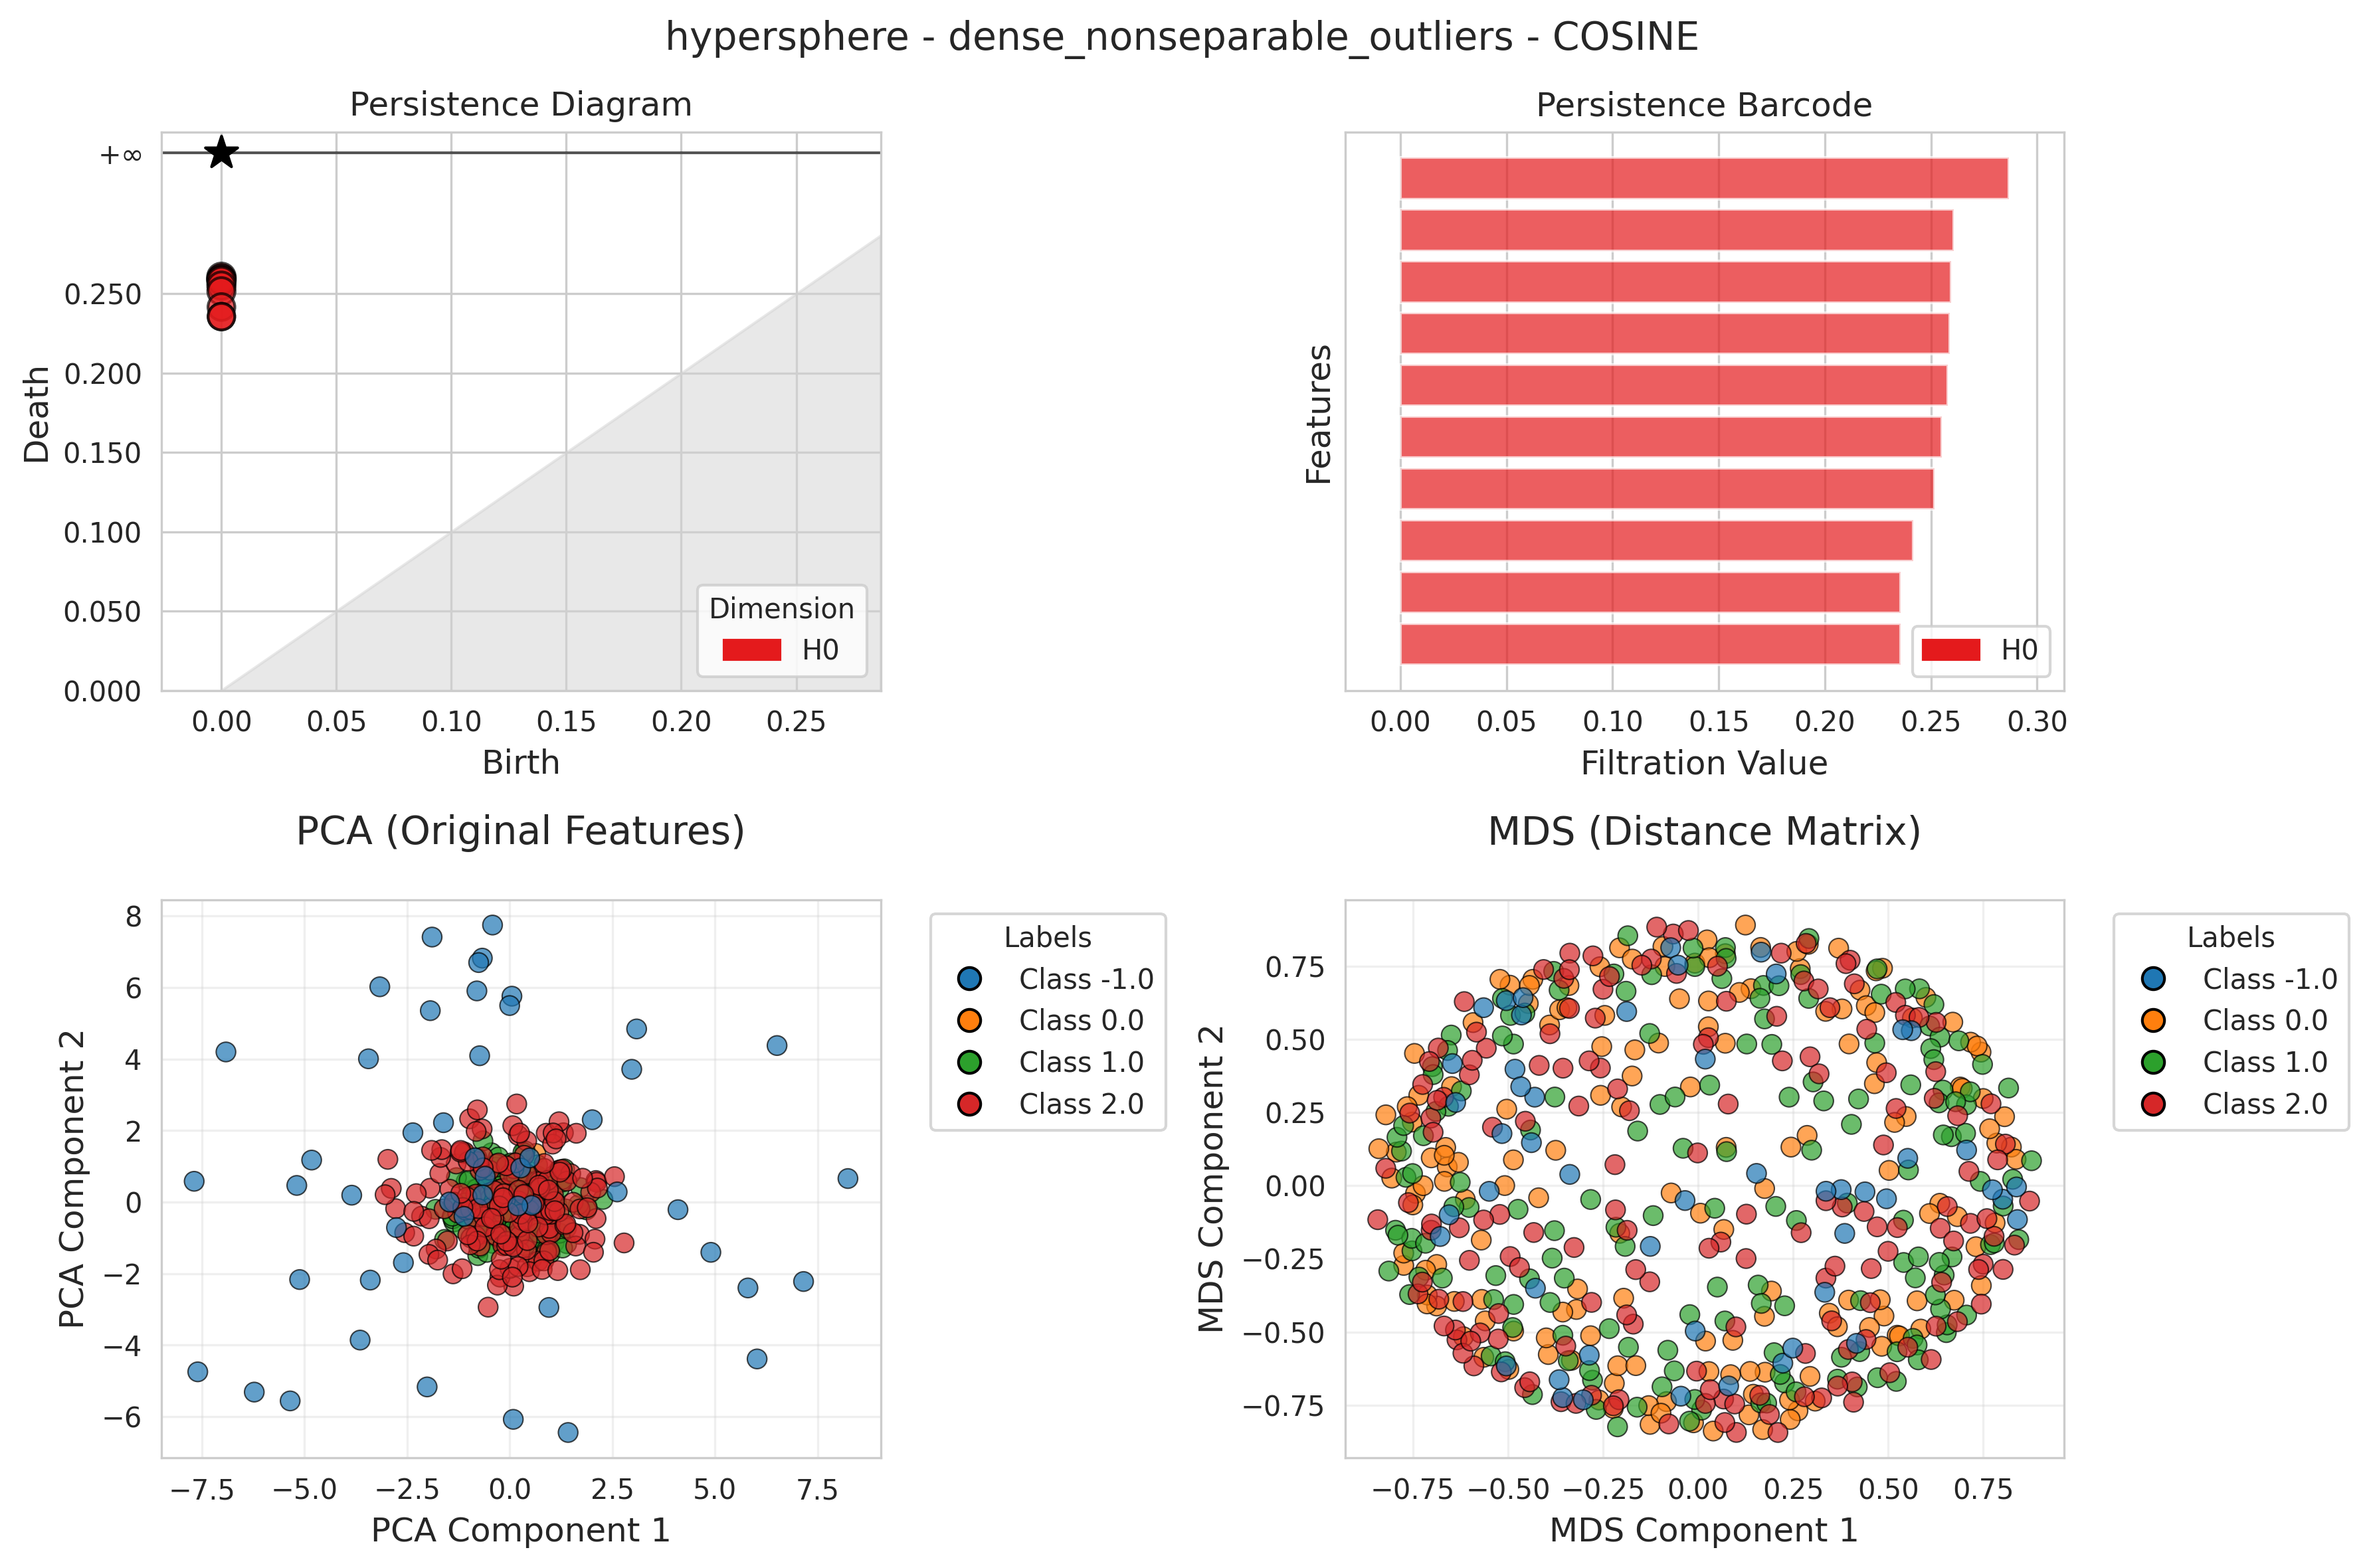 hypersphere - dense_nonseparable_outliers - COSINE
Persistence Diagram
+∞
0.250
0.200
0.150
0.100
0.050
0.000
Death
0.00 0.05 0.10 0.15 0.20 0.25
Birth
Dimension
H0
Persistence Barcode
Features
0.00 0.05 0.10 0.15 0.20 0.25 0.30
Filtration Value
H0
PCA (Original Features)
8
6
4
2
0
−2
−4
−6
PCA Component 2
−7.5 −5.0 −2.5 0.0 2.5 5.0 7.5
PCA Component 1
Labels
Class -1.0
Class 0.0
Class 1.0
Class 2.0
MDS (Distance Matrix)
0.75
0.50
0.25
0.00
−0.25
−0.50
−0.75
MDS Component 2
−0.75 −0.50 −0.25 0.00 0.25 0.50 0.75
MDS Component 1
Labels
Class -1.0
Class 0.0
Class 1.0
Class 2.0